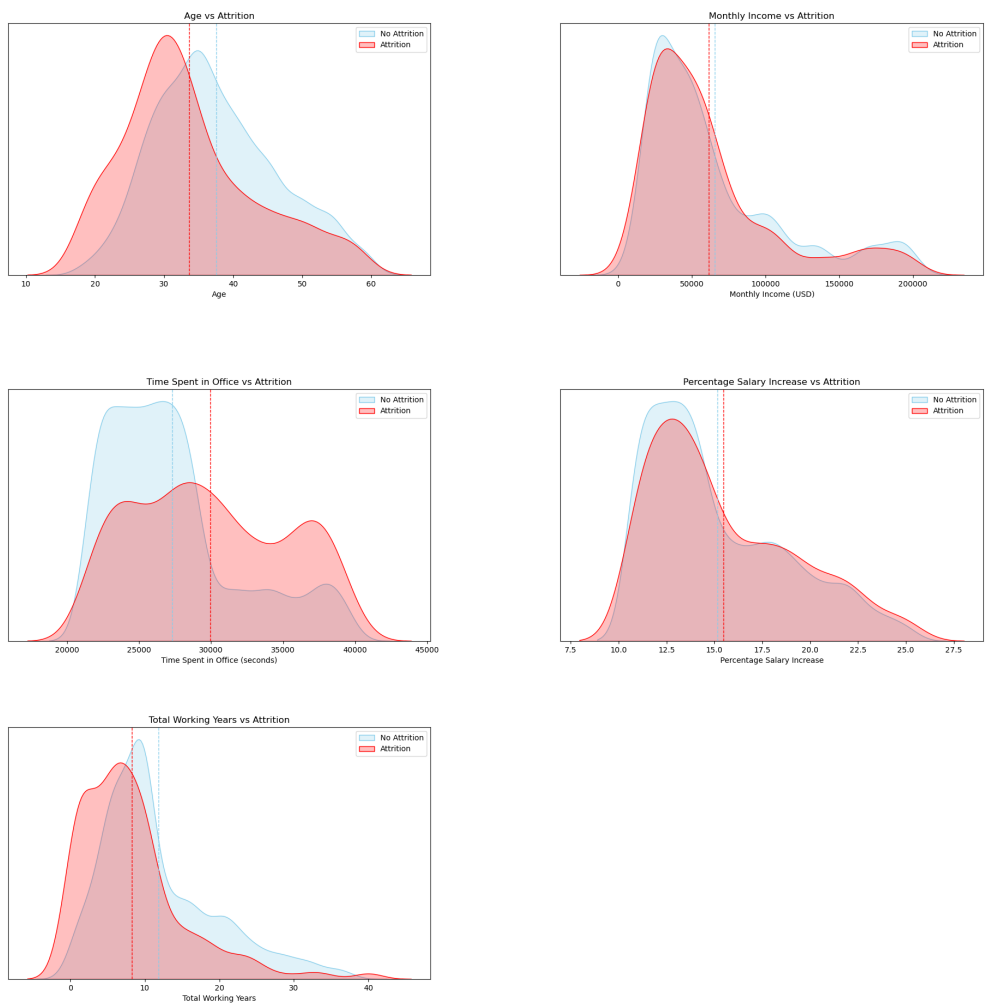 Age vs Attrition
No Attrition
Attrition
10 20 30 40 50 60
Age
Monthly Income vs Attrition
No Attrition
Attrition
0 50000 100000 150000 200000
Monthly Income (USD)
Time Spent in Office vs Attrition
No Attrition
Attrition
20000 25000 30000 35000 40000 45000
Time Spent in Office (seconds)
Percentage Salary Increase vs Attrition
No Attrition
Attrition
7.5 10.0 12.5 15.0 17.5 20.0 22.5 25.0 27.5
Percentage Salary Increase
Total Working Years vs Attrition
No Attrition
Attrition
0 10 20 30 40
Total Working Years